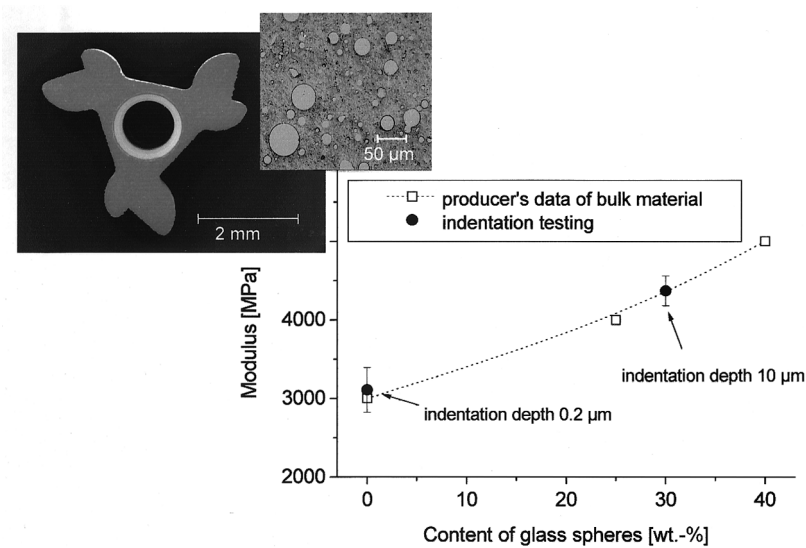 50 µm
2 mm
producer's data of bulk material
indentation testing
Modulus [MPa]
4000
3000
2000
indentation depth 10 µm
indentation depth 0.2 µm
0 10 20 30 40
Content of glass spheres [wt.-%]